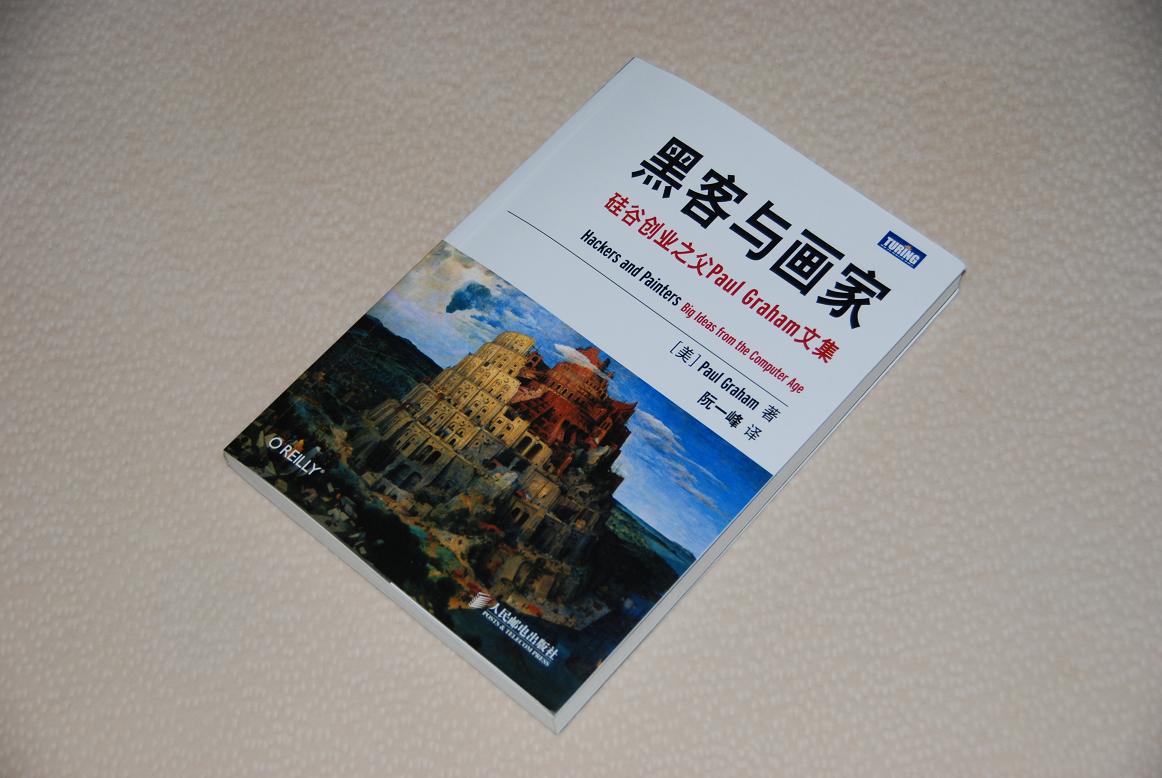 黑客与画家
TURING
硅谷创业之父Paul Graham文集
Hackers and Painters Big Ideas from the Computer Age
[美] Paul Graham 著
阮一峰 译
O'REILLY®
人民邮电出版社
POSTS & TELECOM PRESS